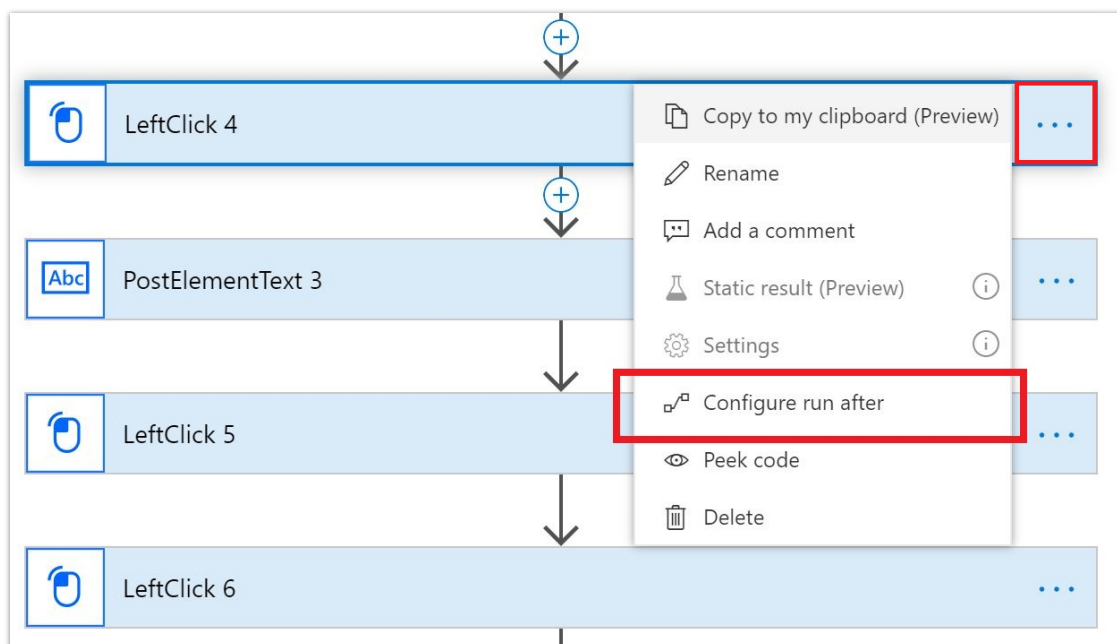 LeftClick 4
Copy to my clipboard (Preview)
Rename
Add a comment
Abc
PostElementText 3
Static result (Preview)
Settings
Configure run after
LeftClick 5
Peek code
Delete
LeftClick 6